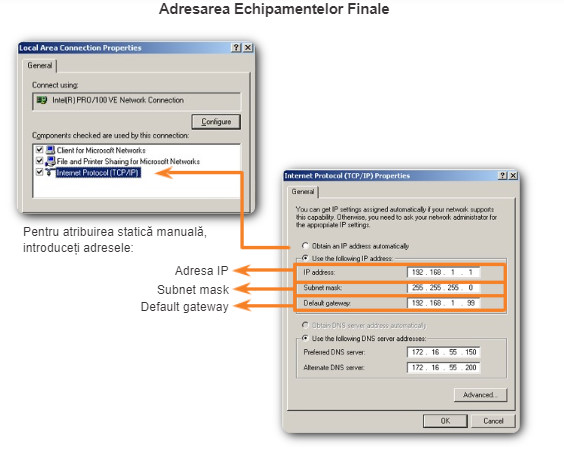 Adresarea Echipamentelor Finale
Local Area Connection Properties
General
Connect using:
Intel(R) PRO/100 VE Network Connection
Configure
Components checked are used by this connection:
Client for Microsoft Networks
File and Printer Sharing for Microsoft Networks
Internet Protocol (TCP/IP)
Pentru atribuirea statică manuală,
introduceți adresele:
Adresa IP
Subnet mask
Default gateway
Internet Protocol (TCP/IP) Properties
General
You can get IP settings assigned automatically if your network supports
this capability. Otherwise, you need to ask your network administrator for
the appropriate IP settings.
Obtain an IP address automatically
Use the following IP address:
IP address: 192 . 168 . 1 . 1
Subnet mask: 255 . 255 . 255 . 0
Default gateway: 192 . 168 . 1 . 99
Obtain DNS server address automatically
Use the following DNS server addresses:
Preferred DNS server: 172 . 16 . 55 . 150
Alternate DNS server: 172 . 16 . 55 . 200
Advanced...
OK
Cancel